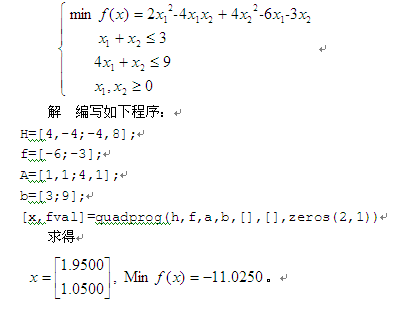 min f(x) = 2x₁²-4x₁x₂ + 4x₂²-6x₁-3x₂
x₁ + x₂ ≤ 3
4x₁ + x₂ ≤ 9
x₁, x₂ ≥ 0
解 编写如下程序：
H=[4,-4;-4,8];
f=[-6;-3];
A=[1,1;4,1];
b=[3;9];
[x,fval]=quadprog(h,f,a,b,[],[],zeros(2,1))
求得
x = [1.9500 1.0500], Min f(x) = -11.0250。